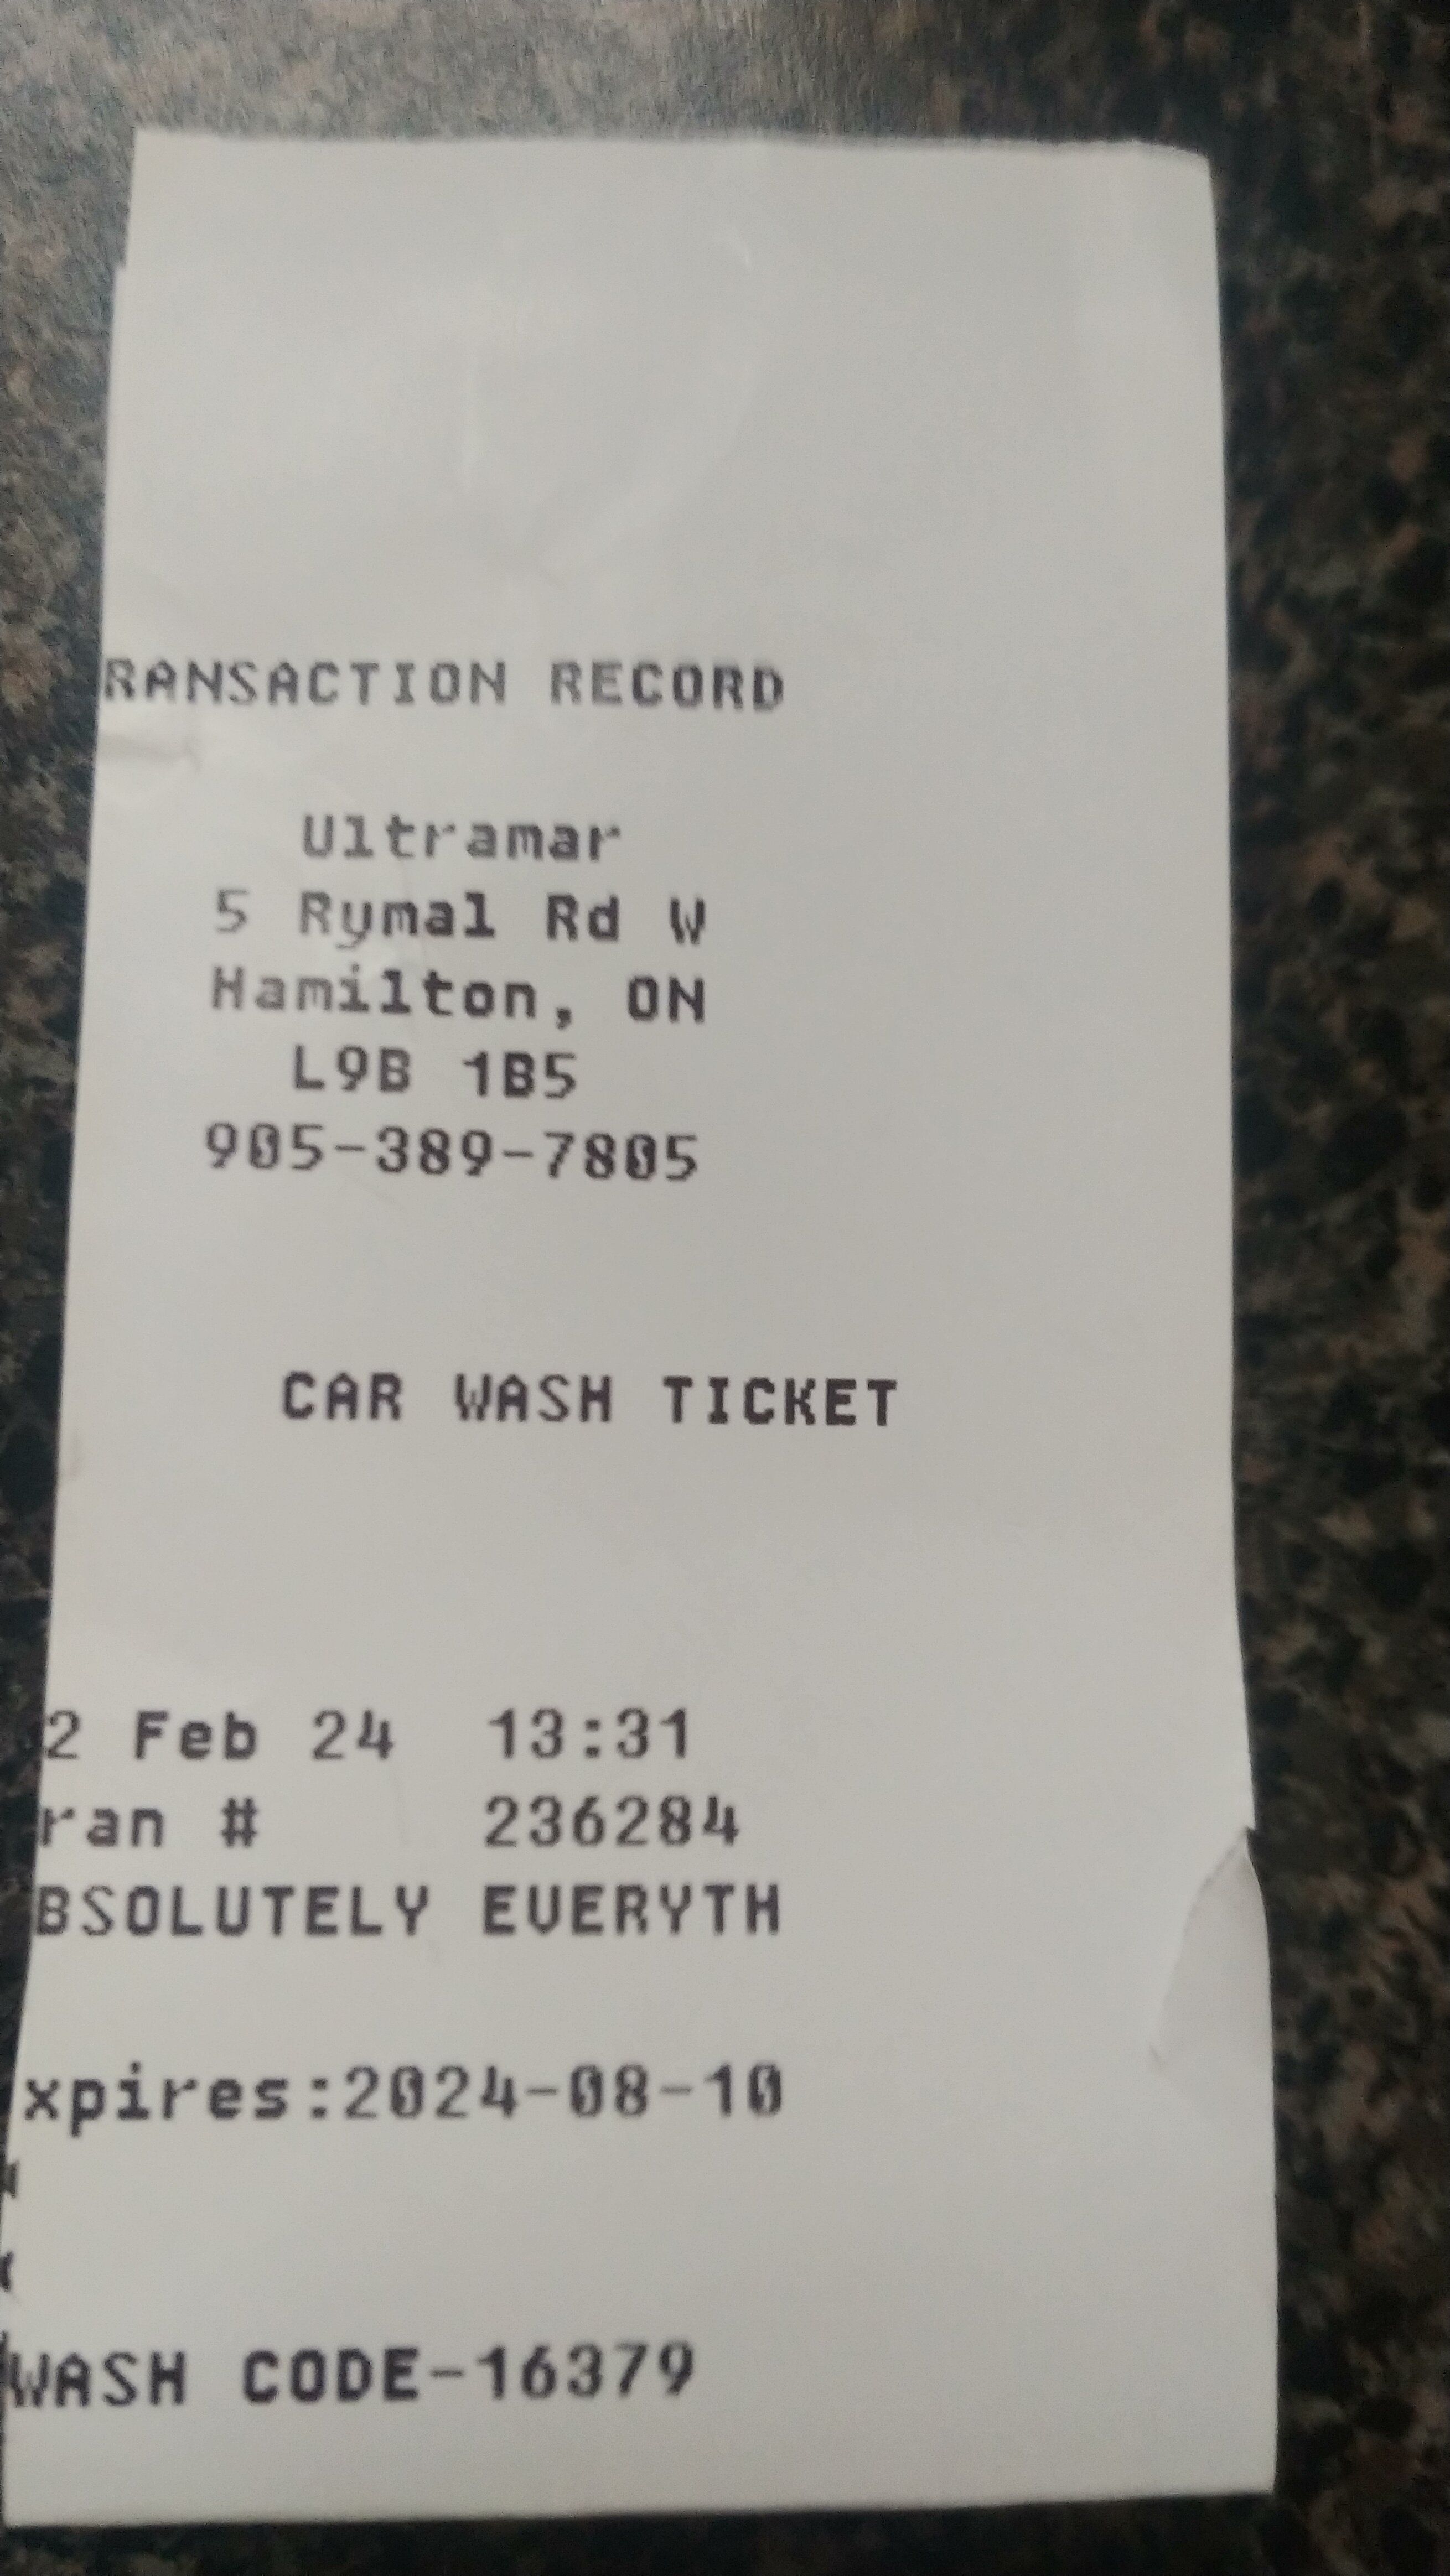 RANSACTION RECORD
Ultramar
5 Rymal Rd W
Hamilton, ON
L9B 1B5
905-389-7805
CAR WASH TICKET
2 Feb 24 13:31
ran # 236284
BSOLUTELY EVERYTH
xpires:2024-08-10
WASH CODE-16379